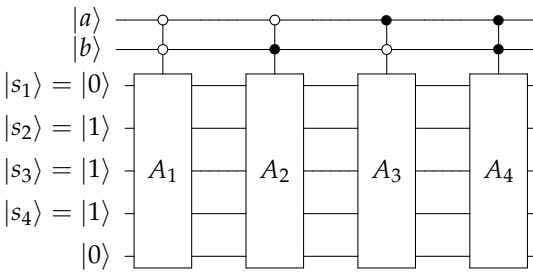 |a⟩
|b⟩
|s₁⟩ = |0⟩
|s₂⟩ = |1⟩
|s₃⟩ = |1⟩ A₁ A₂ A₃ A₄
|s₄⟩ = |1⟩
|0⟩